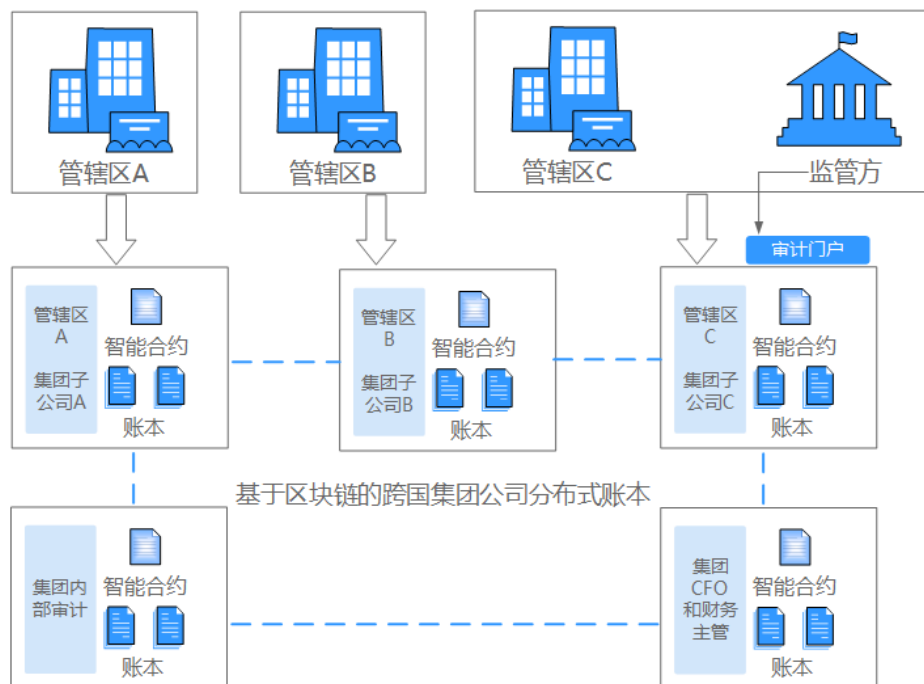 管辖区A
管辖区B
管辖区C
监管方
审计门户
管辖区
A
集团子
公司A
智能合约
账本
管辖区
B
集团子
公司B
智能合约
账本
管辖区
C
集团子
公司C
智能合约
账本
基于区块链的跨国集团公司分布式账本
集团内
部审计
智能合约
账本
集团
CFO
和财务
主管
智能合约
账本